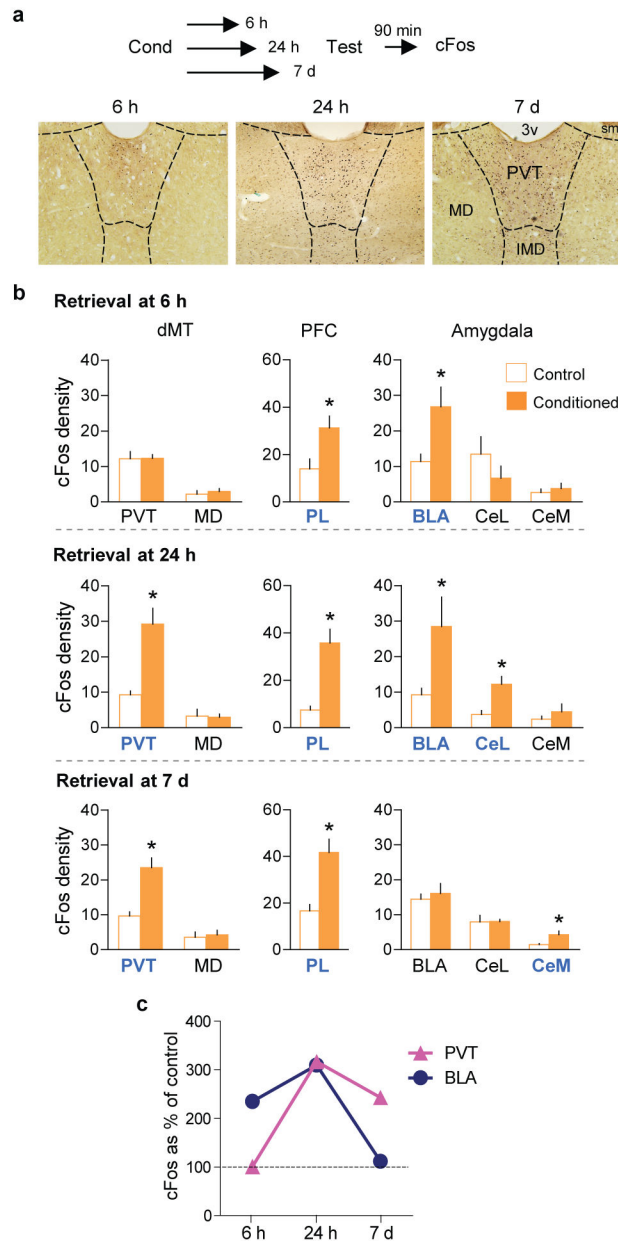 a
6 h
90 min
Cond 24 h Test cFos
7 d
6 h 24 h 7 d
3v sm
PVT
MD
IMD
b
Retrieval at 6 h
dMT PFC Amygdala
Control
Conditioned
cFos density
40
30
20
10
0
PVT MD
60
40
20
0
*
PL
40
30
20
10
0
*
BLA CeL CeM
Retrieval at 24 h
cFos density
40
30
20
10
0
*
PVT MD
60
40
20
0
*
PL
40
30
20
10
0
* *
BLA CeL CeM
Retrieval at 7 d
cFos density
40
30
20
10
0
*
PVT MD
60
40
20
0
*
PL
40
30
20
10
0
*
BLA CeL CeM
c
cFos as % of control
400
300
200
100
0
6 h 24 h 7 d
PVT
BLA